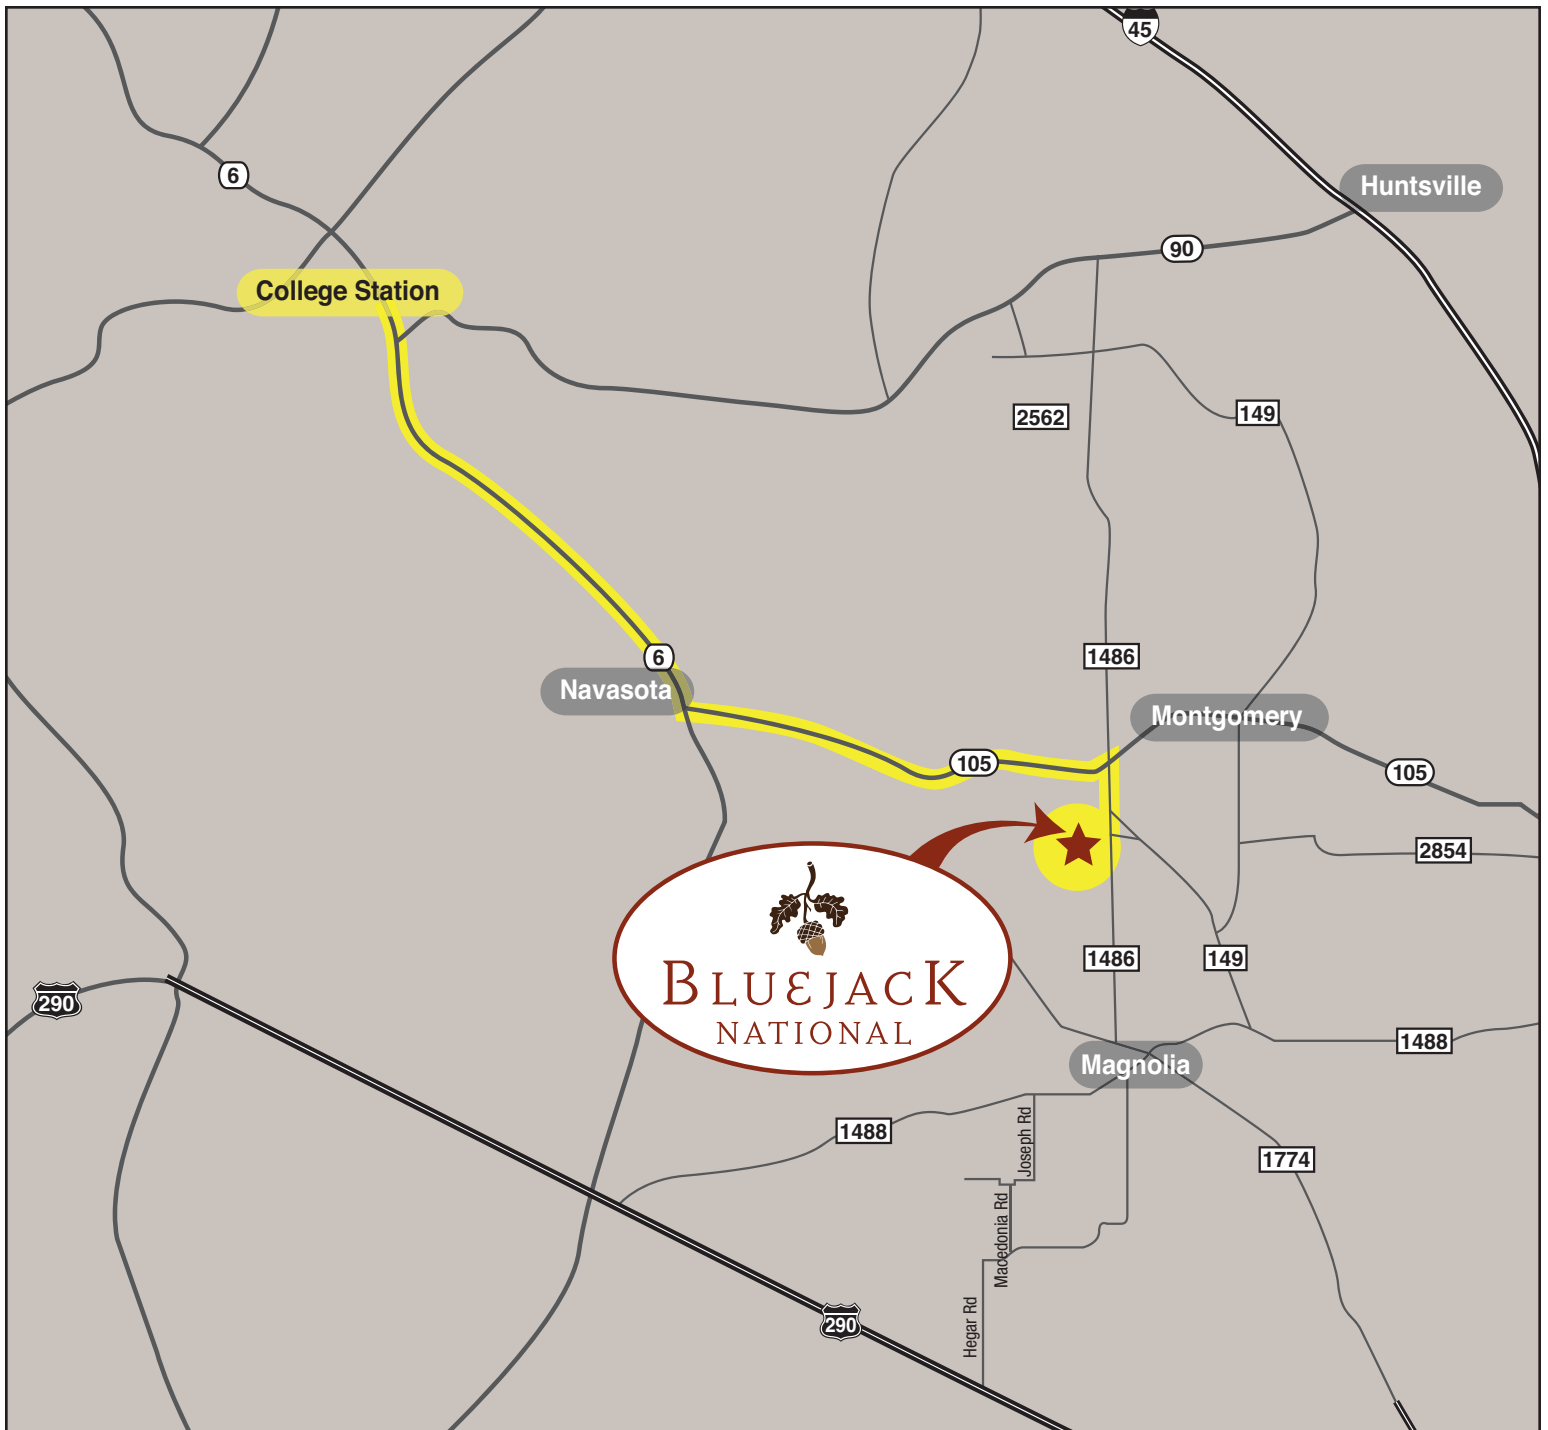 45
Huntsville
6
90
College Station
2562
149
6
1486
Navasota
Montgomery
105
105
2854
BLUEJACK
NATIONAL
1486
149
290
1488
Magnolia
1488
Joseph Rd
1774
Macedonia Rd
290
Hegar Rd